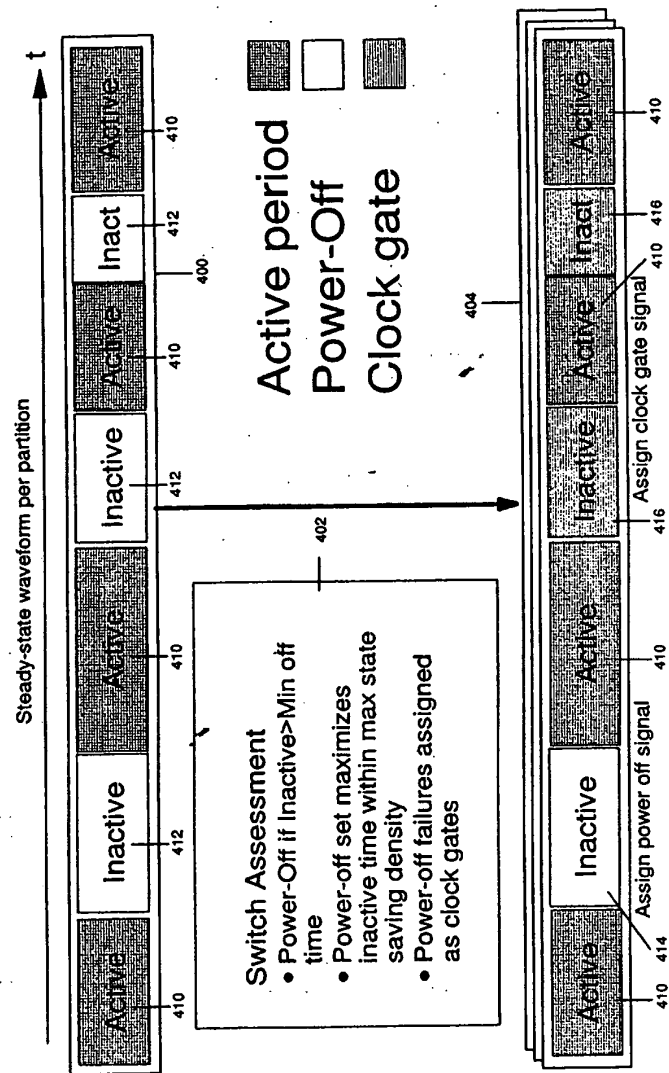 Steady-state waveform per partition
t
Active
Inactive
Active
Inactive
Active
Inact
Active
410
412
410
412
410
400
412
410
Switch Assessment
• Power-Off if Inactive>Min off
time
• Power-off set maximizes
inactive time within max state
saving density
• Power-off failures assigned
as clock gates
402
Active period
Power-Off
Clock gate
404
Active
Inactive
Active
Inactive
Active
Inact
Active
410
414
Assign power off signal
410
416
Assign clock gate signal
410
416
410